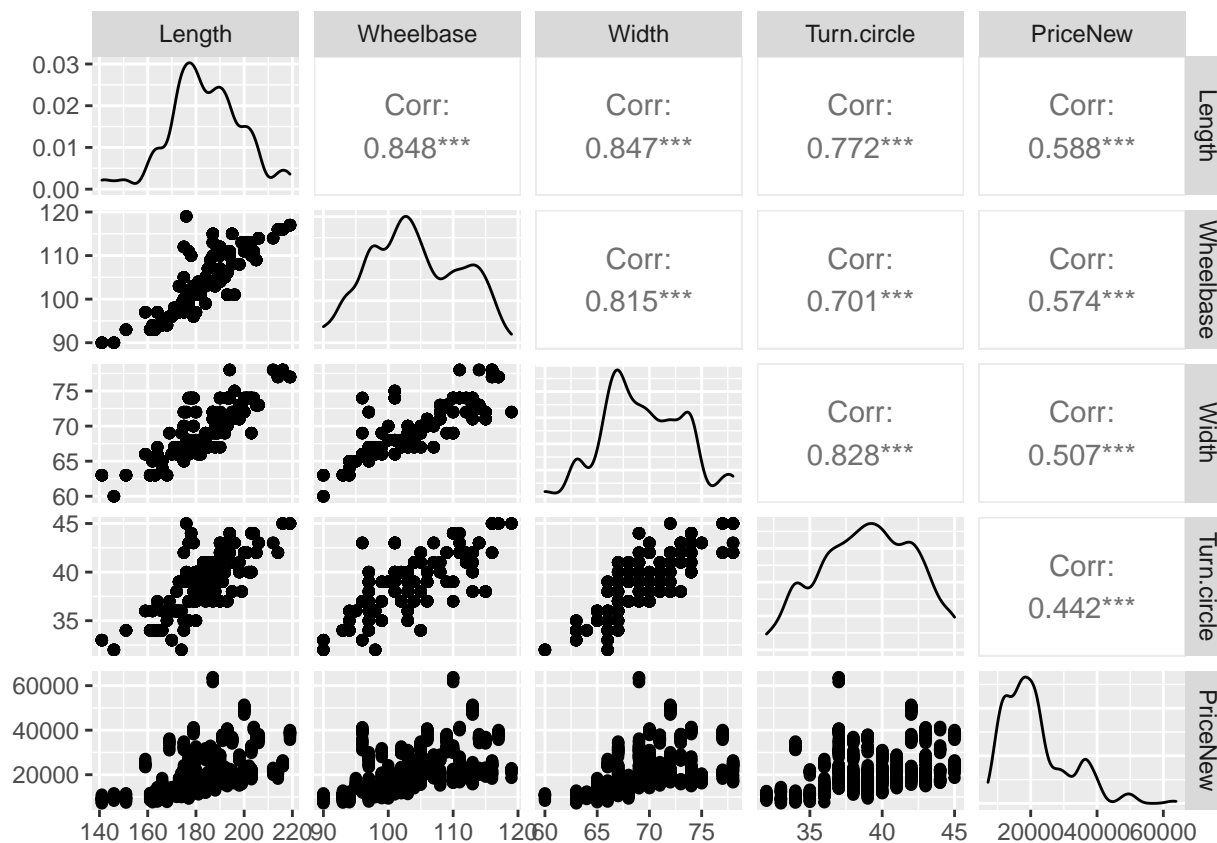 Length Wheelbase Width Turn.circle PriceNew
0.03
0.02
0.01
0.00
Corr:
0.848***
Corr:
0.847***
Corr:
0.772***
Corr:
0.588***
Length
120
110
100
90
Corr:
0.815***
Corr:
0.701***
Corr:
0.574***
Wheelbase
75
70
65
60
Corr:
0.828***
Corr:
0.507***
Width
45
40
35
Corr:
0.442***
Turn.circle
60000
40000
20000
PriceNew
140 160 180 200 220 90 100 110 120 60 65 70 75 35 40 45 20000 40000 60000